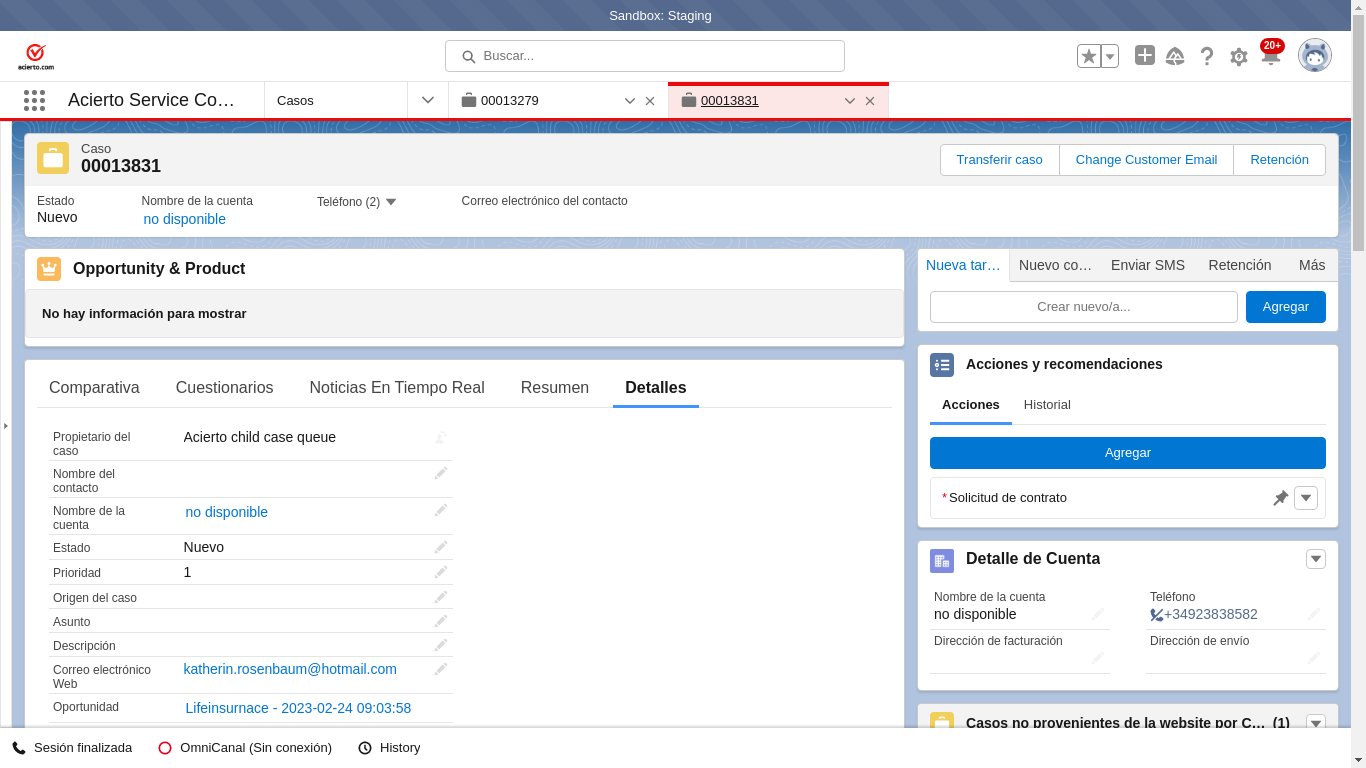 Sandbox: Staging
acierto.com
Buscar...
20+
Acierto Service Co…
Casos
00013279
00013831
Caso
00013831
Transferir caso
Change Customer Email
Retención
Estado
Nuevo
Nombre de la cuenta
no disponible
Teléfono (2)
Correo electrónico del contacto
Opportunity & Product
No hay información para mostrar
Comparativa
Cuestionarios
Noticias En Tiempo Real
Resumen
Detalles
Propietario del
caso
Acierto child case queue
Nombre del
contacto
Nombre de la
cuenta
no disponible
Estado
Nuevo
Prioridad
1
Origen del caso
Asunto
Descripción
Correo electrónico
Web
katherin.rosenbaum@hotmail.com
Oportunidad
Lifeinsurnace - 2023-02-24 09:03:58
Nueva tar…
Nuevo co…
Enviar SMS
Retención
Más
Crear nuevo/a...
Agregar
Acciones y recomendaciones
Acciones
Historial
Agregar
*Solicitud de contrato
Detalle de Cuenta
Nombre de la cuenta
no disponible
Teléfono
+34923838582
Dirección de facturación
Dirección de envío
Casos no provenientes de la website por C… (1)
Sesión finalizada
OmniCanal (Sin conexión)
History